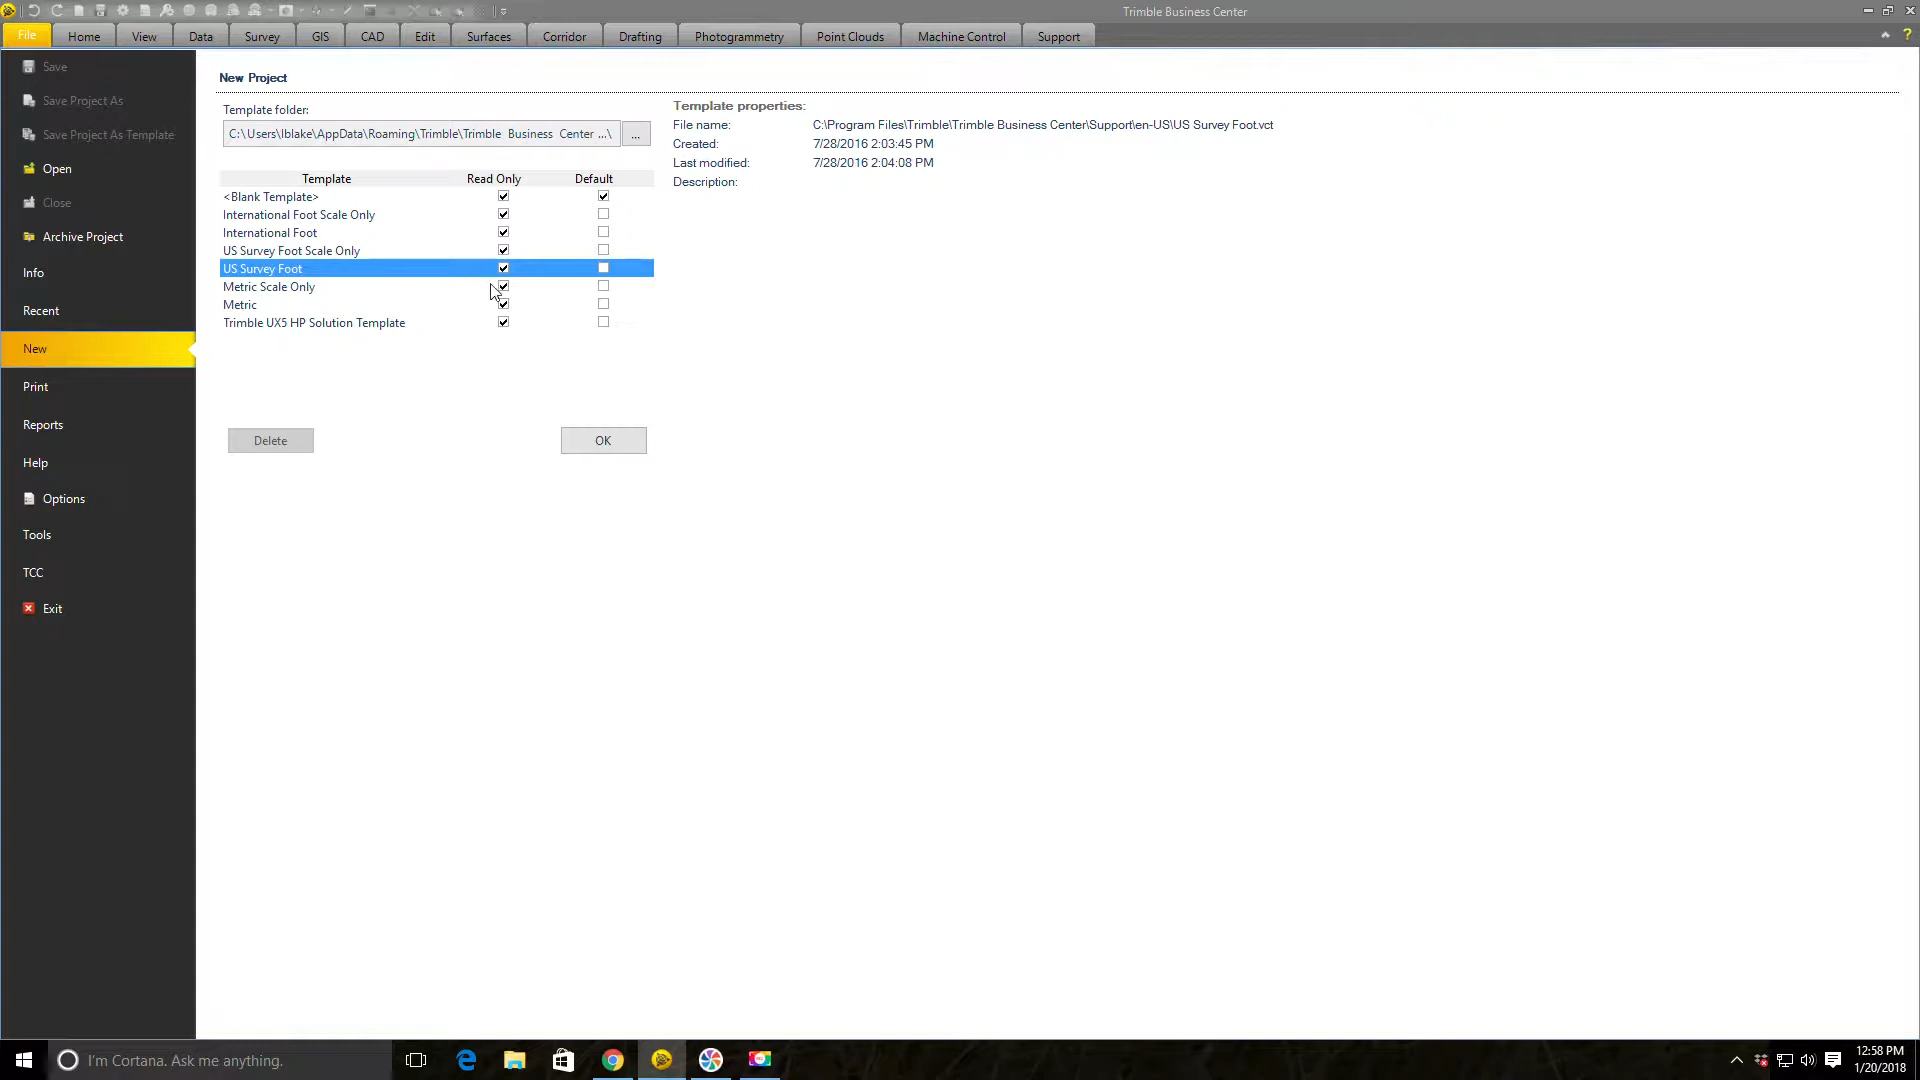 Trimble Business Center
File Home View Data Survey GIS CAD Edit Surfaces Corridor Drafting Photogrammetry Point Clouds Machine Control Support ?
Save
Save Project As
Save Project As Template
Open
Close
Archive Project
Info
Recent
New
Print
Reports
Help
Options
Tools
TCC
Exit
New Project
Template folder:
C:\Users\lblake\AppData\Roaming\Trimble\Trimble Business Center ...\ ...
Template Read Only Default
<Blank Template>
International Foot Scale Only
International Foot
US Survey Foot Scale Only
US Survey Foot
Metric Scale Only
Metric
Trimble UX5 HP Solution Template
Delete OK
Template properties:
File name: C:\Program Files\Trimble\Trimble Business Center\Support\en-US\US Survey Foot.vct
Created: 7/28/2016 2:03:45 PM
Last modified: 7/28/2016 2:04:08 PM
Description:
I'm Cortana. Ask me anything.
12:58 PM
1/20/2018